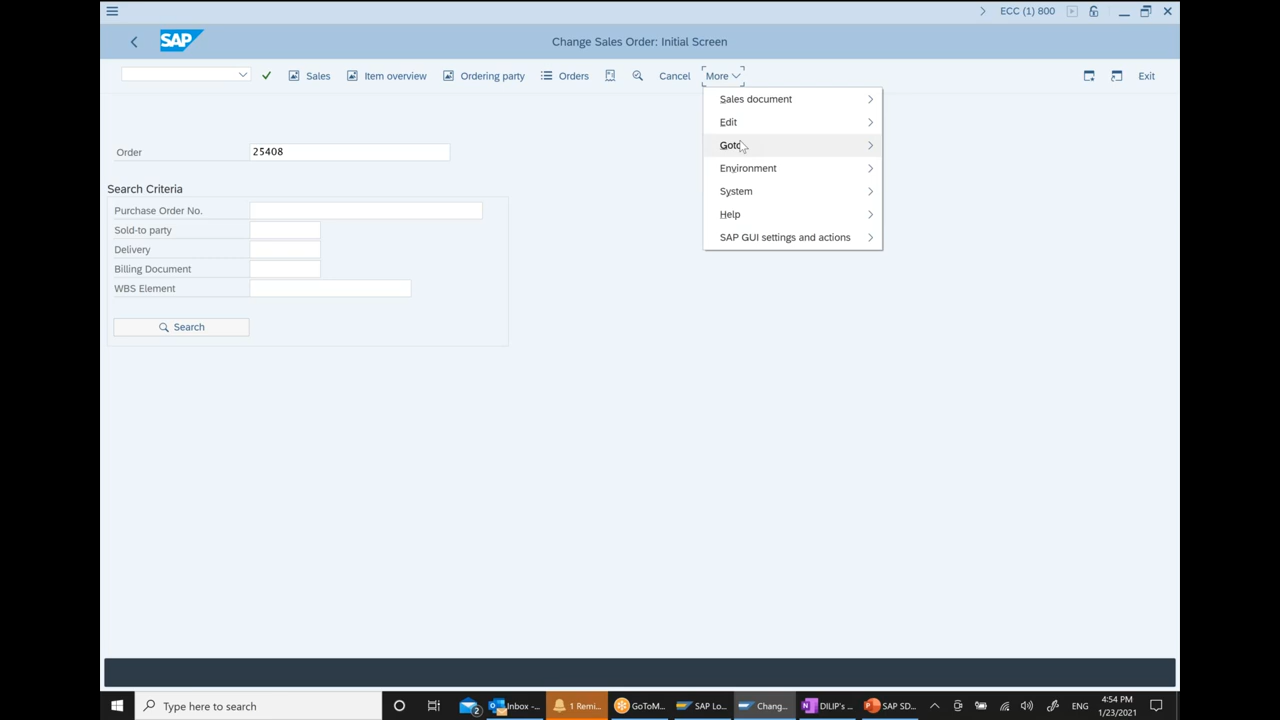 ECC (1) 800
SAP
Change Sales Order: Initial Screen
Sales
Item overview
Ordering party
Orders
Cancel
More
Exit
Sales document
Edit
Goto
Environment
System
Help
SAP GUI settings and actions
Order
25408
Search Criteria
Purchase Order No.
Sold-to party
Delivery
Billing Document
WBS Element
Search
Type here to search
2
Inbox -...
1 Remi...
GoToM...
SAP Lo...
Chang...
DILIP's ...
SAP SD...
ENG
4:54 PM
1/23/2021